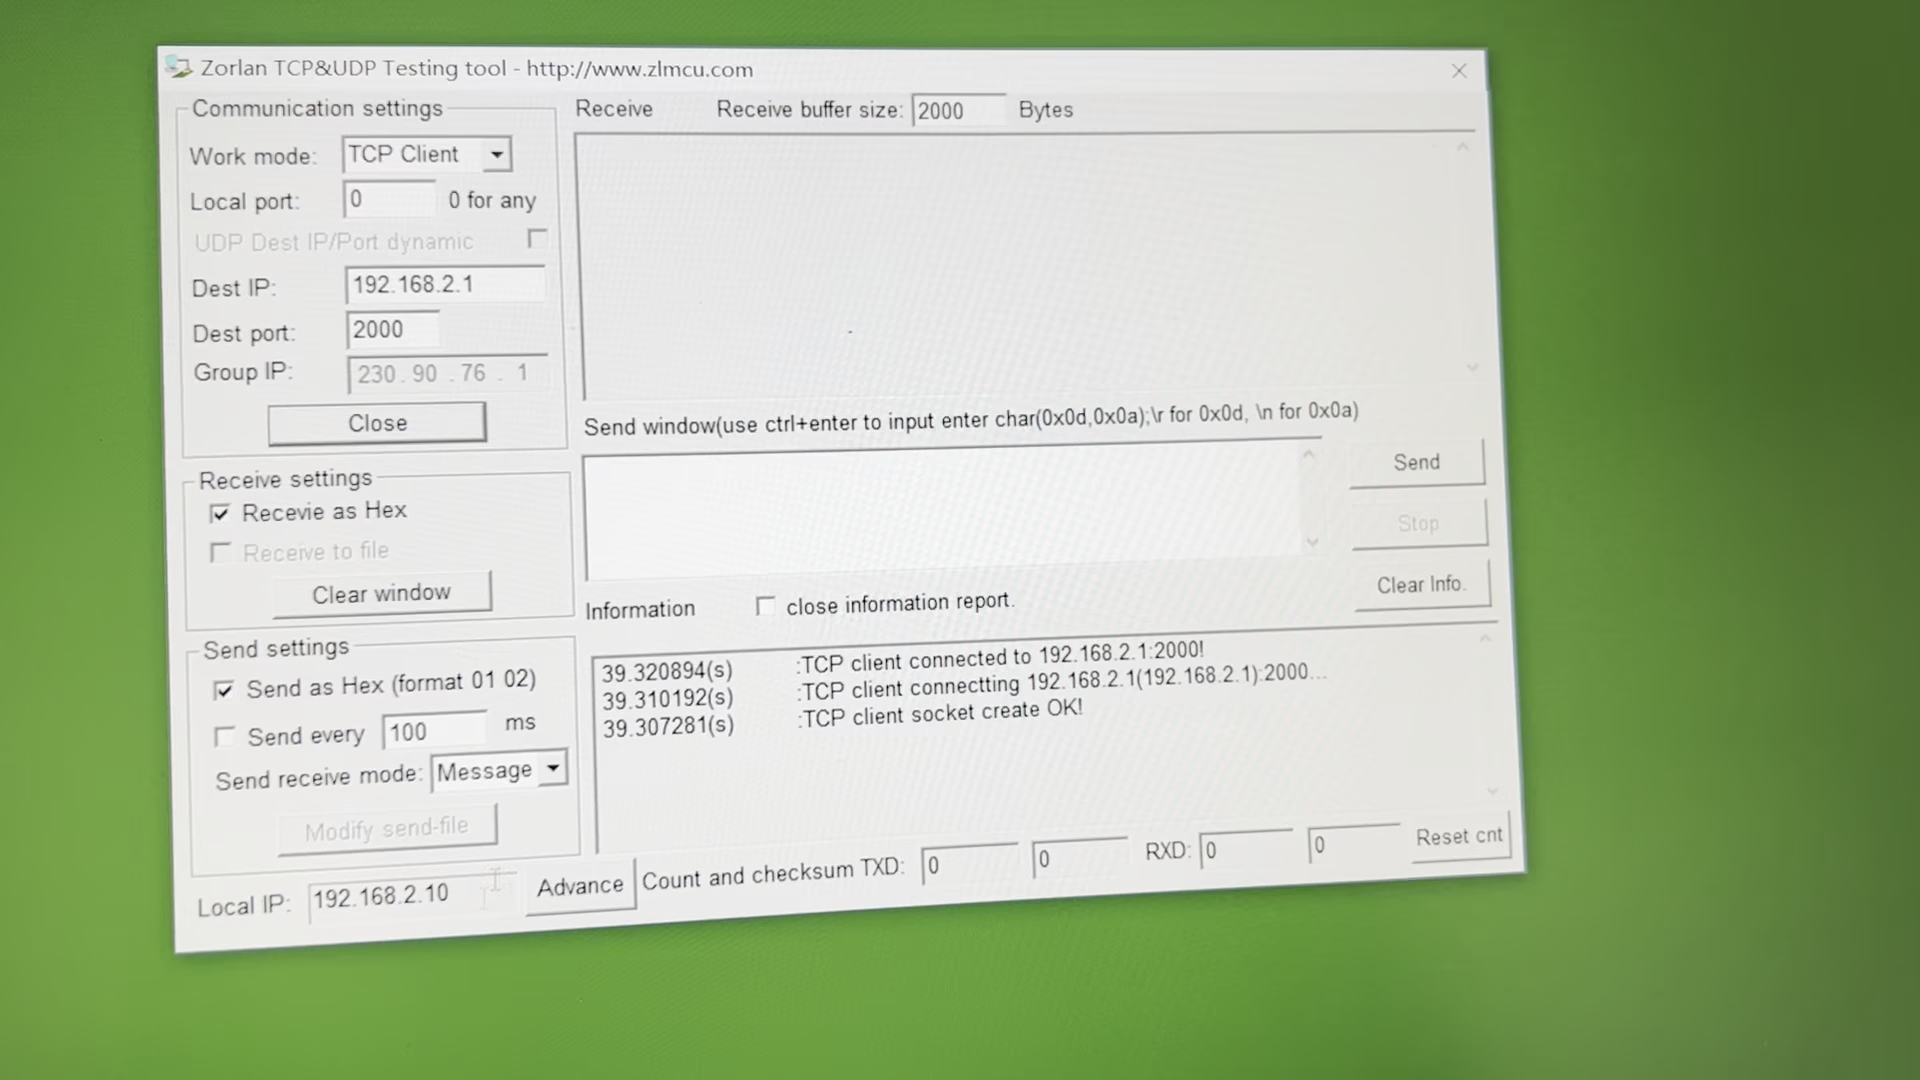 Zorlan TCP&UDP Testing tool - http://www.zlmcu.com
Communication settings
Work mode: TCP Client
Local port: 0 0 for any
UDP Dest IP/Port dynamic
Dest IP: 192.168.2.1
Dest port: 2000
Group IP: 230 . 90 . 76 . 1
Close
Receive settings
Recevie as Hex
Receive to file
Clear window
Send settings
Send as Hex (format 01 02)
Send every 100 ms
Send receive mode: Message
Modify send-file
Local IP: 192.168.2.10
Advance
Receive Receive buffer size: 2000 Bytes
Send window(use ctrl+enter to input enter char(0x0d,0x0a);\r for 0x0d, \n for 0x0a)
Send
Stop
Clear Info.
Information close information report.
39.320894(s) :TCP client connected to 192.168.2.1:2000!
39.310192(s) :TCP client connectting 192.168.2.1(192.168.2.1):2000...
39.307281(s) :TCP client socket create OK!
Count and checksum TXD: 0 0 RXD: 0 0 Reset cnt